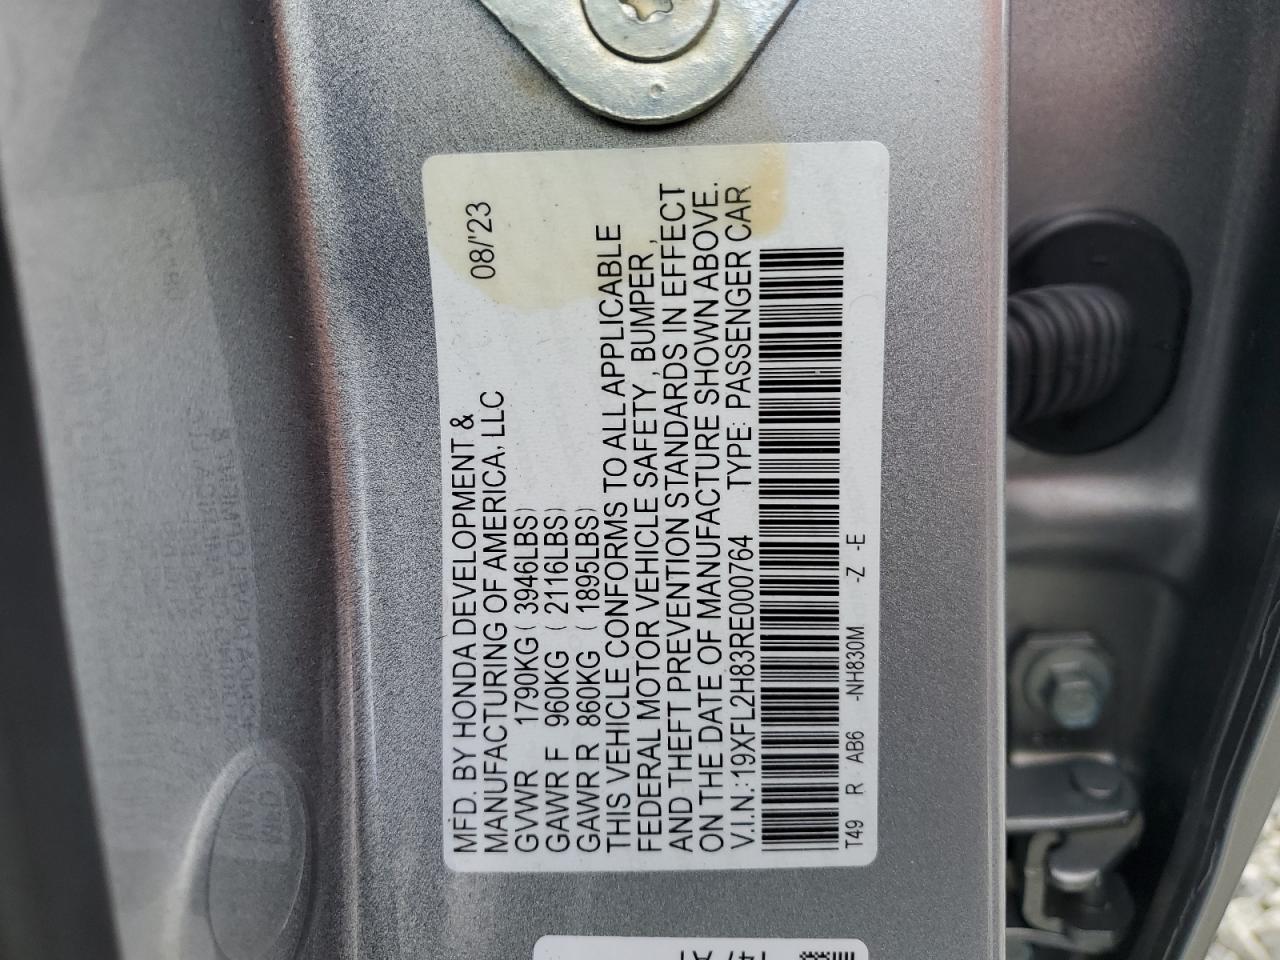 MFD. BY HONDA DEVELOPMENT & 08/'23
MANUFACTURING OF AMERICA, LLC
GVWR 1790KG ( 3946LBS)
GAWR F 960KG ( 2116LBS)
GAWR R 860KG ( 1895LBS)
THIS VEHICLE CONFORMS TO ALL APPLICABLE
FEDERAL MOTOR VEHICLE SAFETY , BUMPER ,
AND THEFT PREVENTION STANDARDS IN EFFECT
ON THE DATE OF MANUFACTURE SHOWN ABOVE.
V.I.N.:19XFL2H83RE000764 TYPE: PASSENGER CAR
T49 R AB6 -NH830M -Z -E